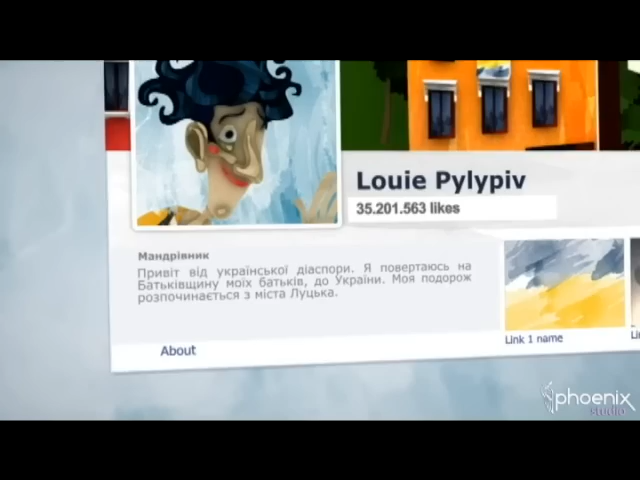 Louie Pylypiv
35.201.563 likes
Мандрівник
Привіт від української діаспори. Я повертаюсь на
Батьківщину моїх батьків, до України. Моя подорож
розпочинається з міста Луцька.
About
Link 1 name
phoenix
studio